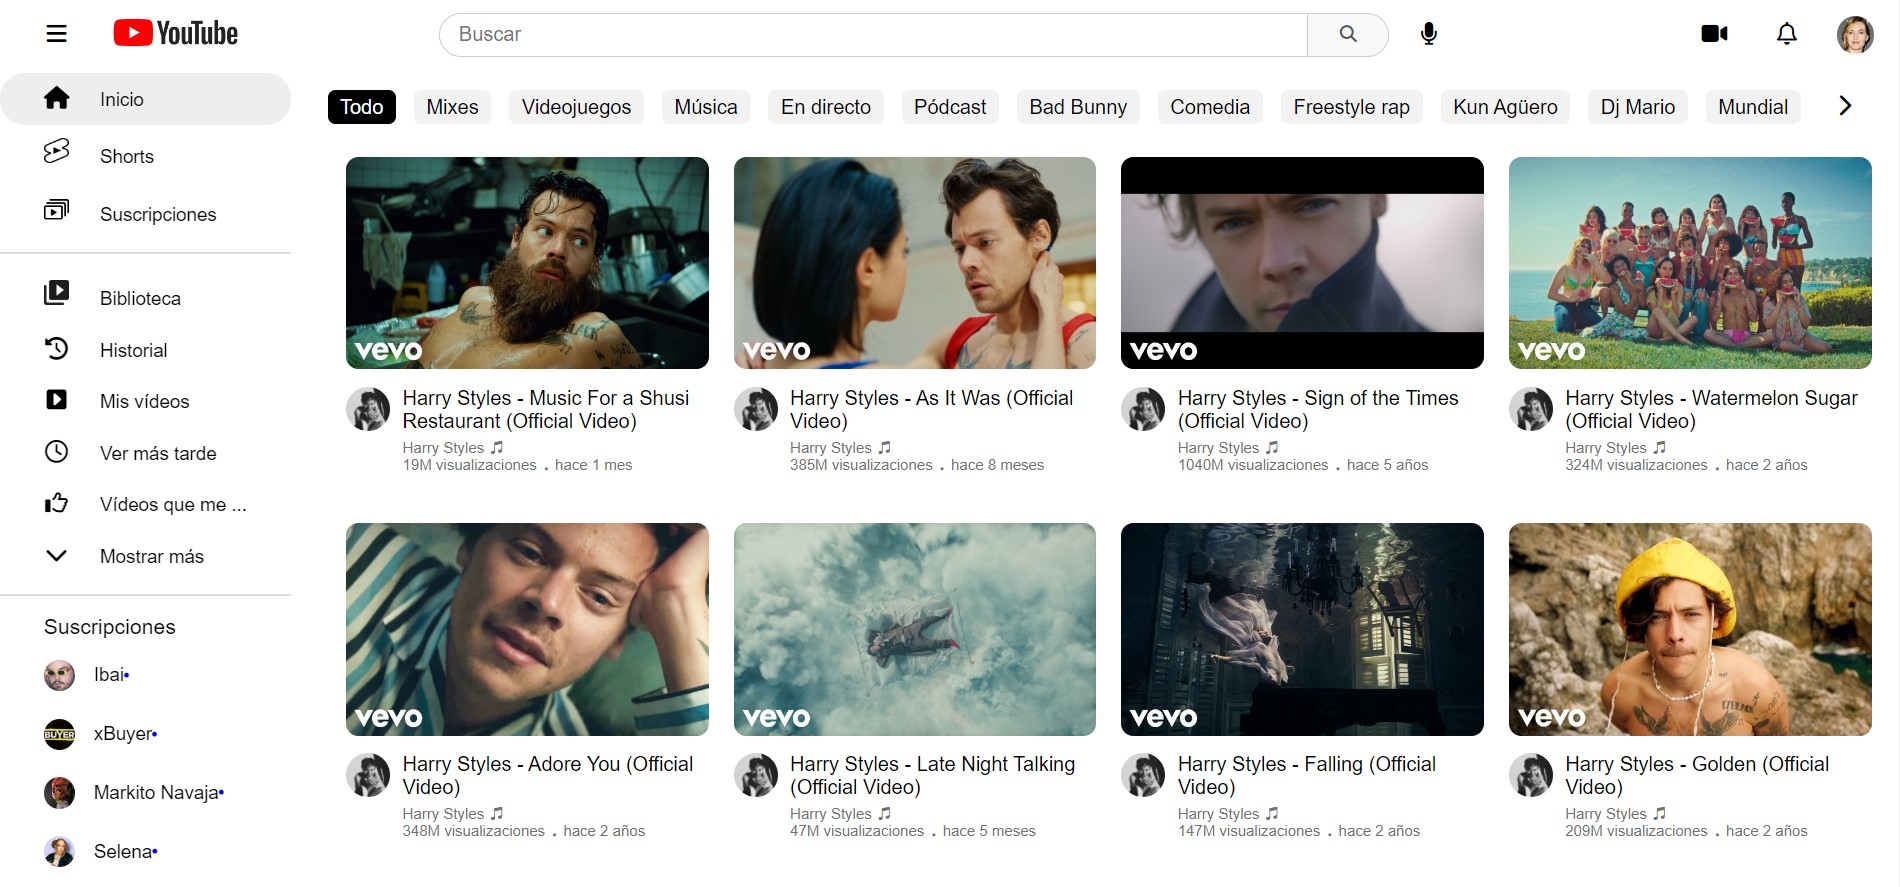 YouTube
Buscar
Inicio
Shorts
Suscripciones
Biblioteca
Historial
Mis vídeos
Ver más tarde
Vídeos que me ...
Mostrar más
Suscripciones
Ibai•
xBuyer•
Markito Navaja•
Selena•
BUYER
Todo
Mixes
Videojuegos
Música
En directo
Pódcast
Bad Bunny
Comedia
Freestyle rap
Kun Agüero
Dj Mario
Mundial
vevo
vevo
vevo
vevo
Harry Styles - Music For a Shusi
Restaurant (Official Video)
Harry Styles 🎵
19M visualizaciones . hace 1 mes
Harry Styles - As It Was (Official
Video)
Harry Styles 🎵
385M visualizaciones . hace 8 meses
Harry Styles - Sign of the Times
(Official Video)
Harry Styles 🎵
1040M visualizaciones . hace 5 años
Harry Styles - Watermelon Sugar
(Official Video)
Harry Styles 🎵
324M visualizaciones . hace 2 años
vevo
vevo
vevo
vevo
Harry Styles - Adore You (Official
Video)
Harry Styles 🎵
348M visualizaciones . hace 2 años
Harry Styles - Late Night Talking
(Official Video)
Harry Styles 🎵
47M visualizaciones . hace 5 meses
Harry Styles - Falling (Official
Video)
Harry Styles 🎵
147M visualizaciones . hace 2 años
Harry Styles - Golden (Official
Video)
Harry Styles 🎵
209M visualizaciones . hace 2 años